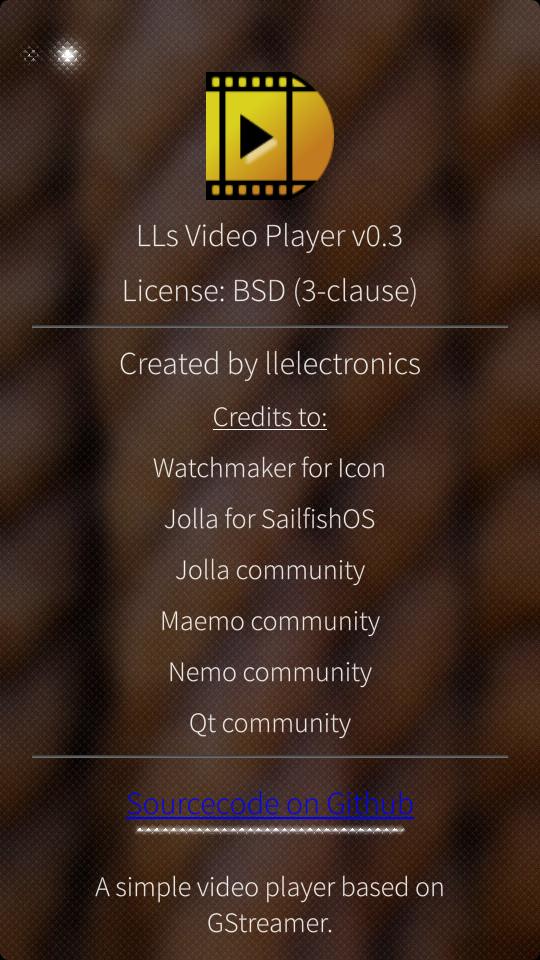 LLs Video Player v0.3
License: BSD (3-clause)
Created by llelectronics
Credits to:
Watchmaker for Icon
Jolla for SailfishOS
Jolla community
Maemo community
Nemo community
Qt community
Sourcecode on Github
A simple video player based on
GStreamer.